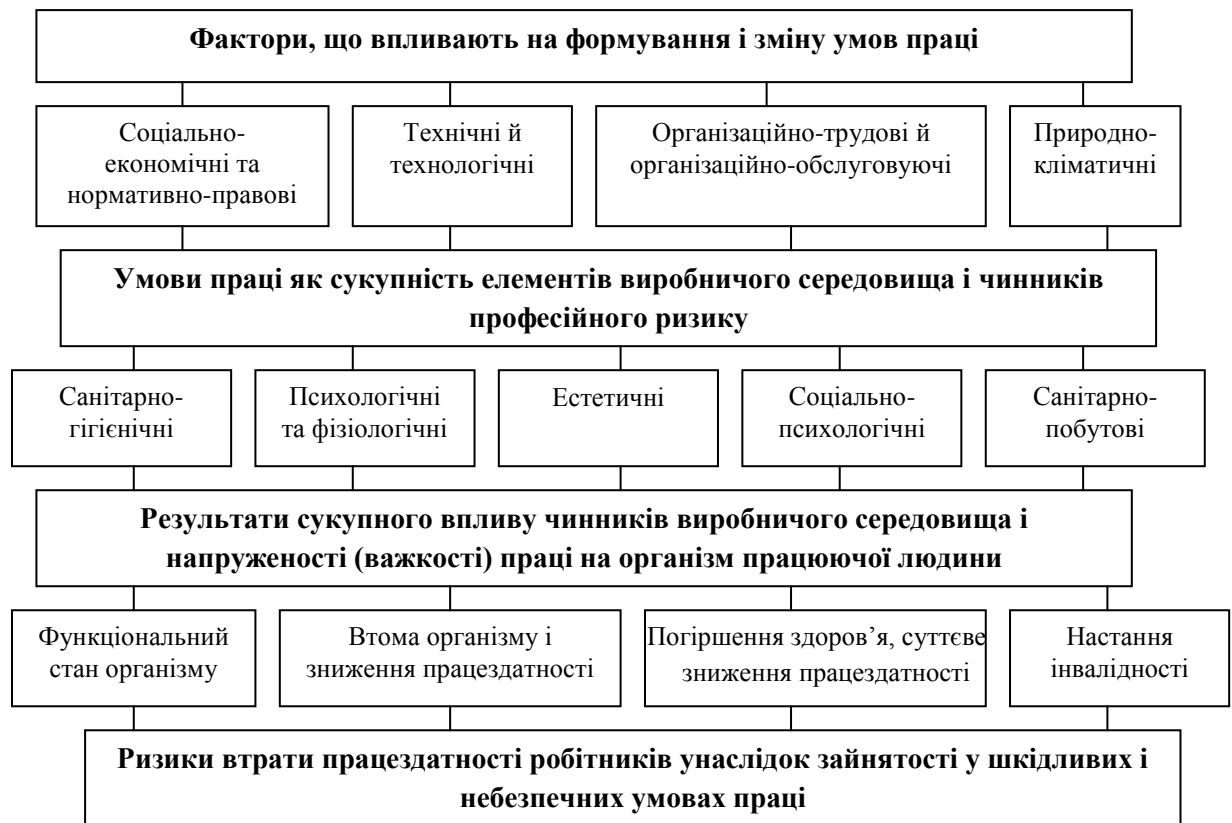 Фактори, що впливають на формування і зміну умов праці
Соціально-
економічні та
нормативно-правові
Технічні й
технологічні
Організаційно-трудові й
організаційно-обслуговуючі
Природно-
кліматичні
Умови праці як сукупність елементів виробничого середовища і чинників
професійного ризику
Санітарно-
гігієнічні
Психологічні
та фізіологічні
Естетичні
Соціально-
психологічні
Санітарно-
побутові
Результати сукупного впливу чинників виробничого середовища і
напруженості (важкості) праці на організм працюючої людини
Функціональний
стан організму
Втома організму і
зниження працездатності
Погіршення здоров’я, суттєве
зниження працездатності
Настання
інвалідності
Ризики втрати працездатності робітників унаслідок зайнятості у шкідливих і
небезпечних умовах праці